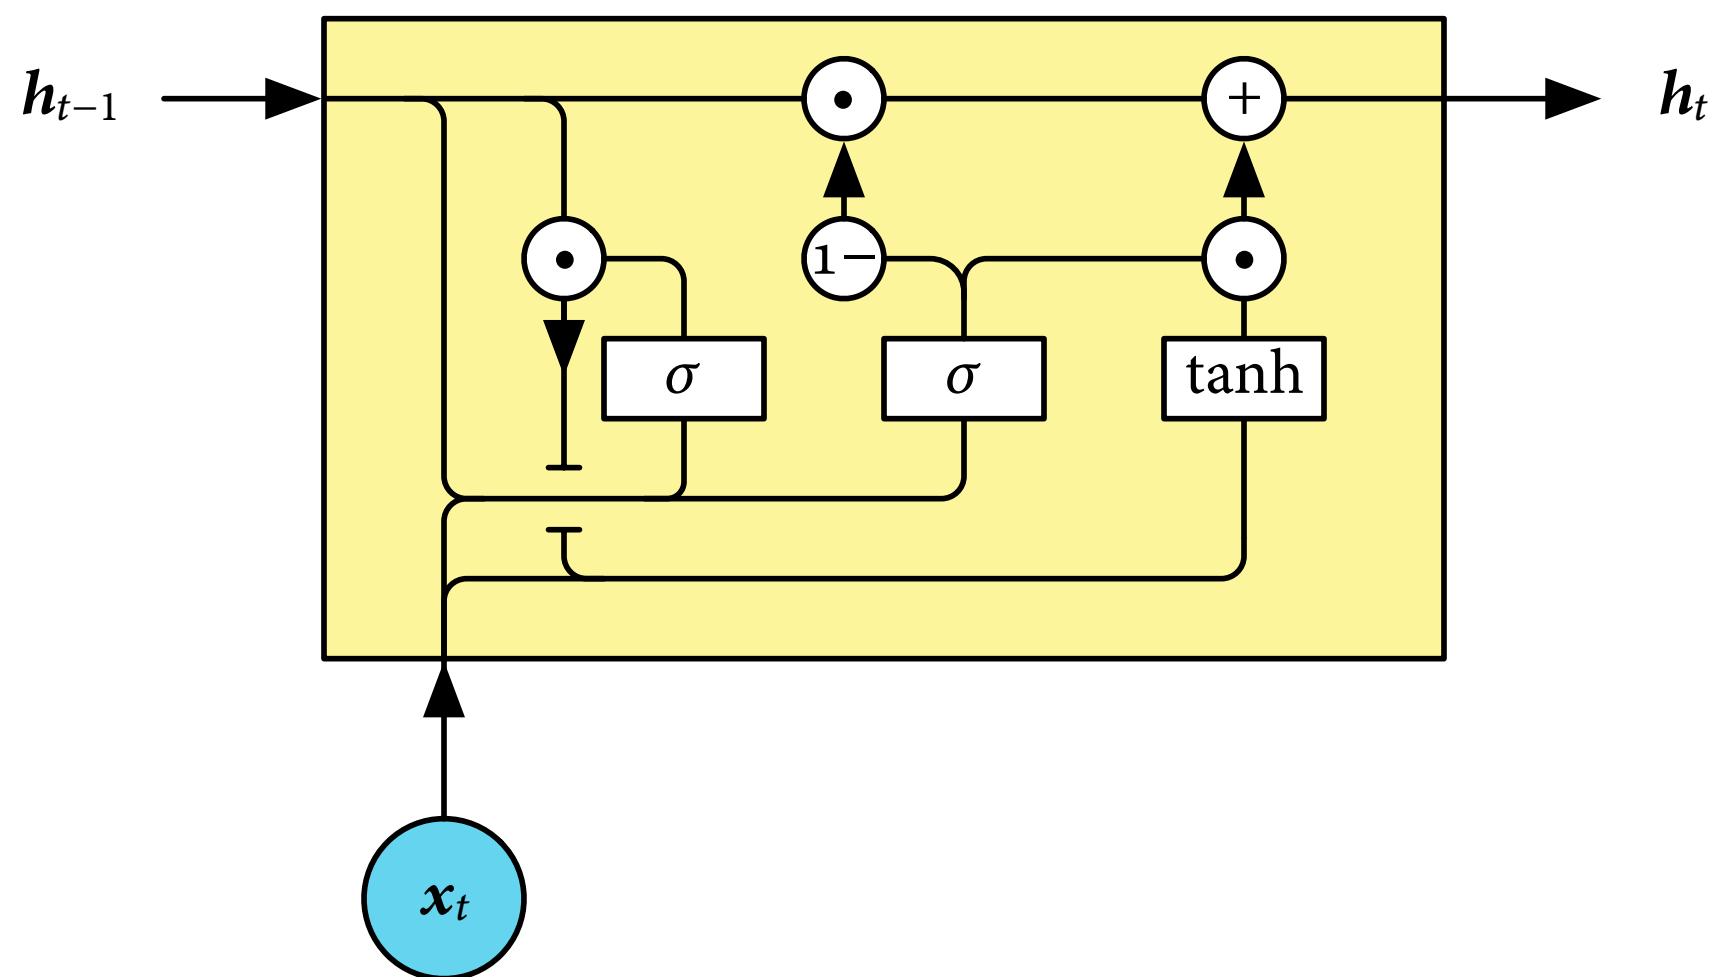 h_{t−1} ⊙ + h_t
⊙ 1− ⊙
σ σ tanh
x_t